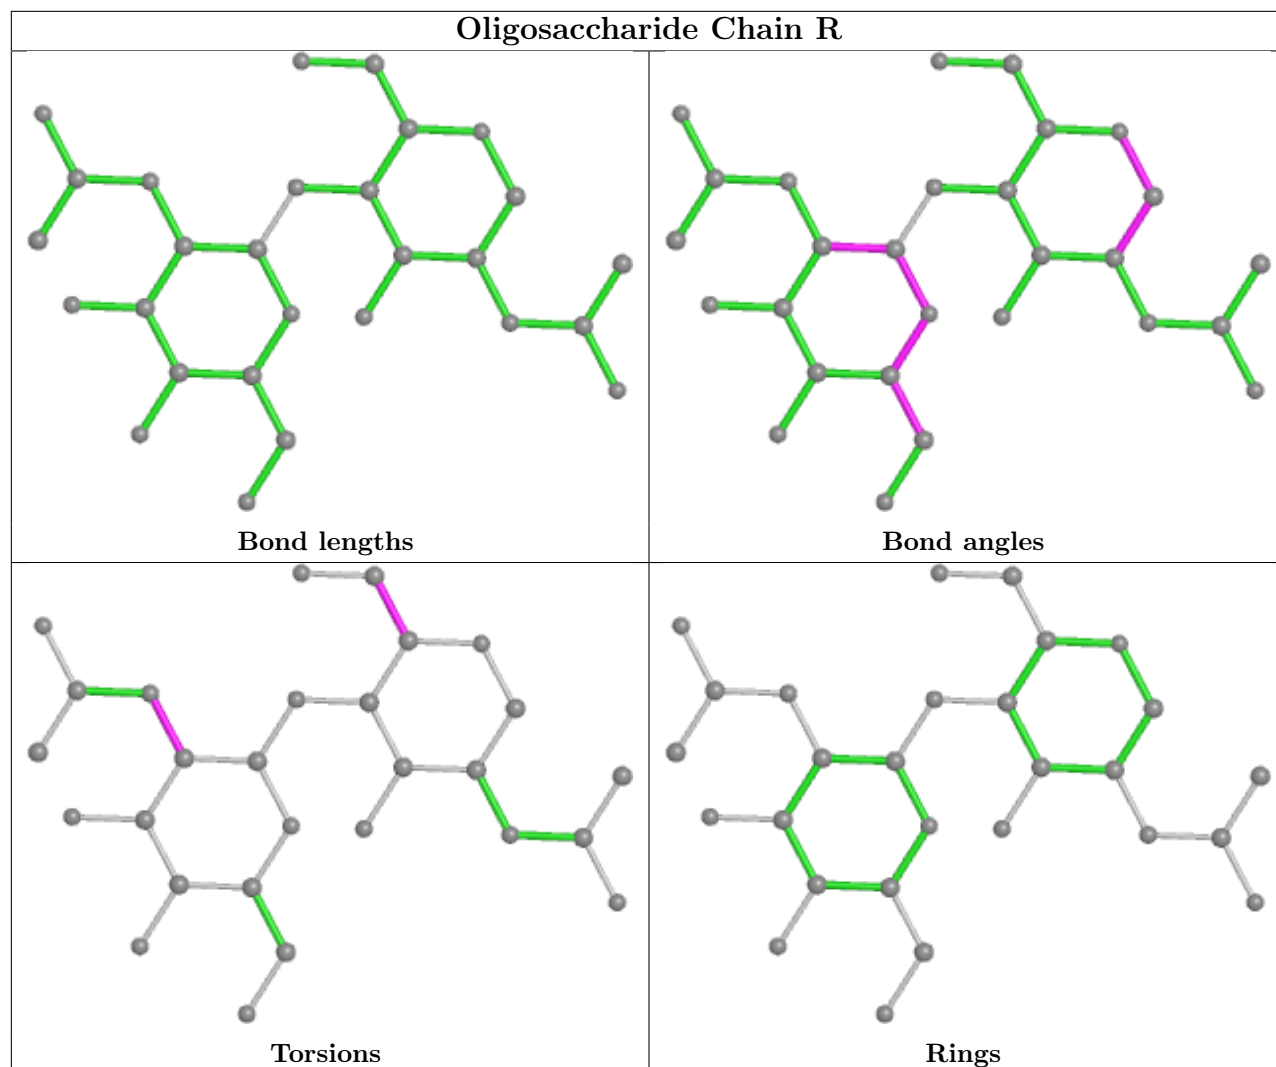 Oligosaccharide Chain R
Bond lengths
Bond angles
Torsions
Rings